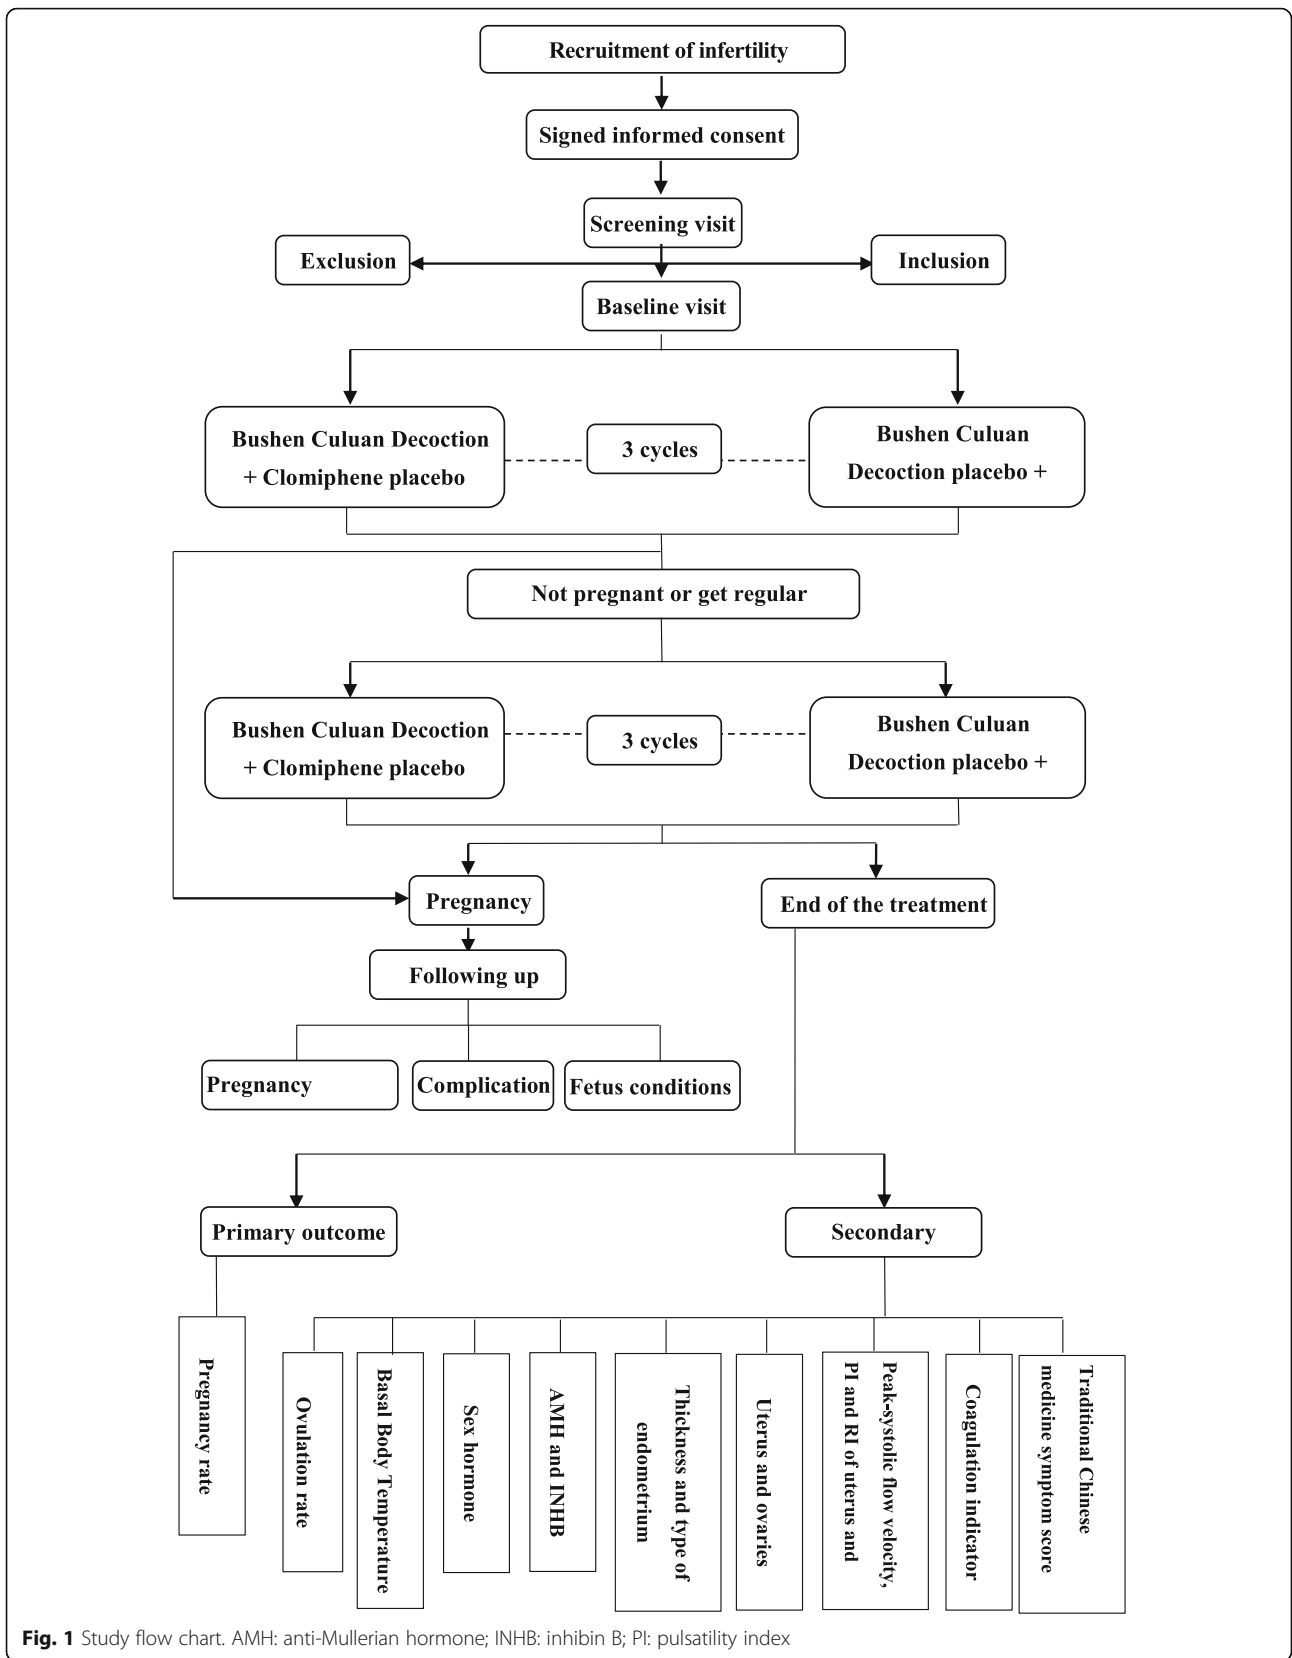 Recruitment of infertility
Signed informed consent
Screening visit
Exclusion
Inclusion
Baseline visit
Bushen Culuan Decoction
+ Clomiphene placebo
3 cycles
Bushen Culuan
Decoction placebo +
Not pregnant or get regular
Bushen Culuan Decoction
+ Clomiphene placebo
3 cycles
Bushen Culuan
Decoction placebo +
Pregnancy
End of the treatment
Following up
Pregnancy
Complication
Fetus conditions
Primary outcome
Secondary
Pregnancy rate
Ovulation rate
Basal Body Temperature
Sex hormone
AMH and INHB
Thickness and type of
endometrium
Uterus and ovaries
Peak-systolic flow velocity,
PI and RI of uterus and
Coagulation indicator
Traditional Chinese
medicine symptom score
Fig. 1 Study flow chart. AMH: anti-Mullerian hormone; INHB: inhibin B; PI: pulsatility index